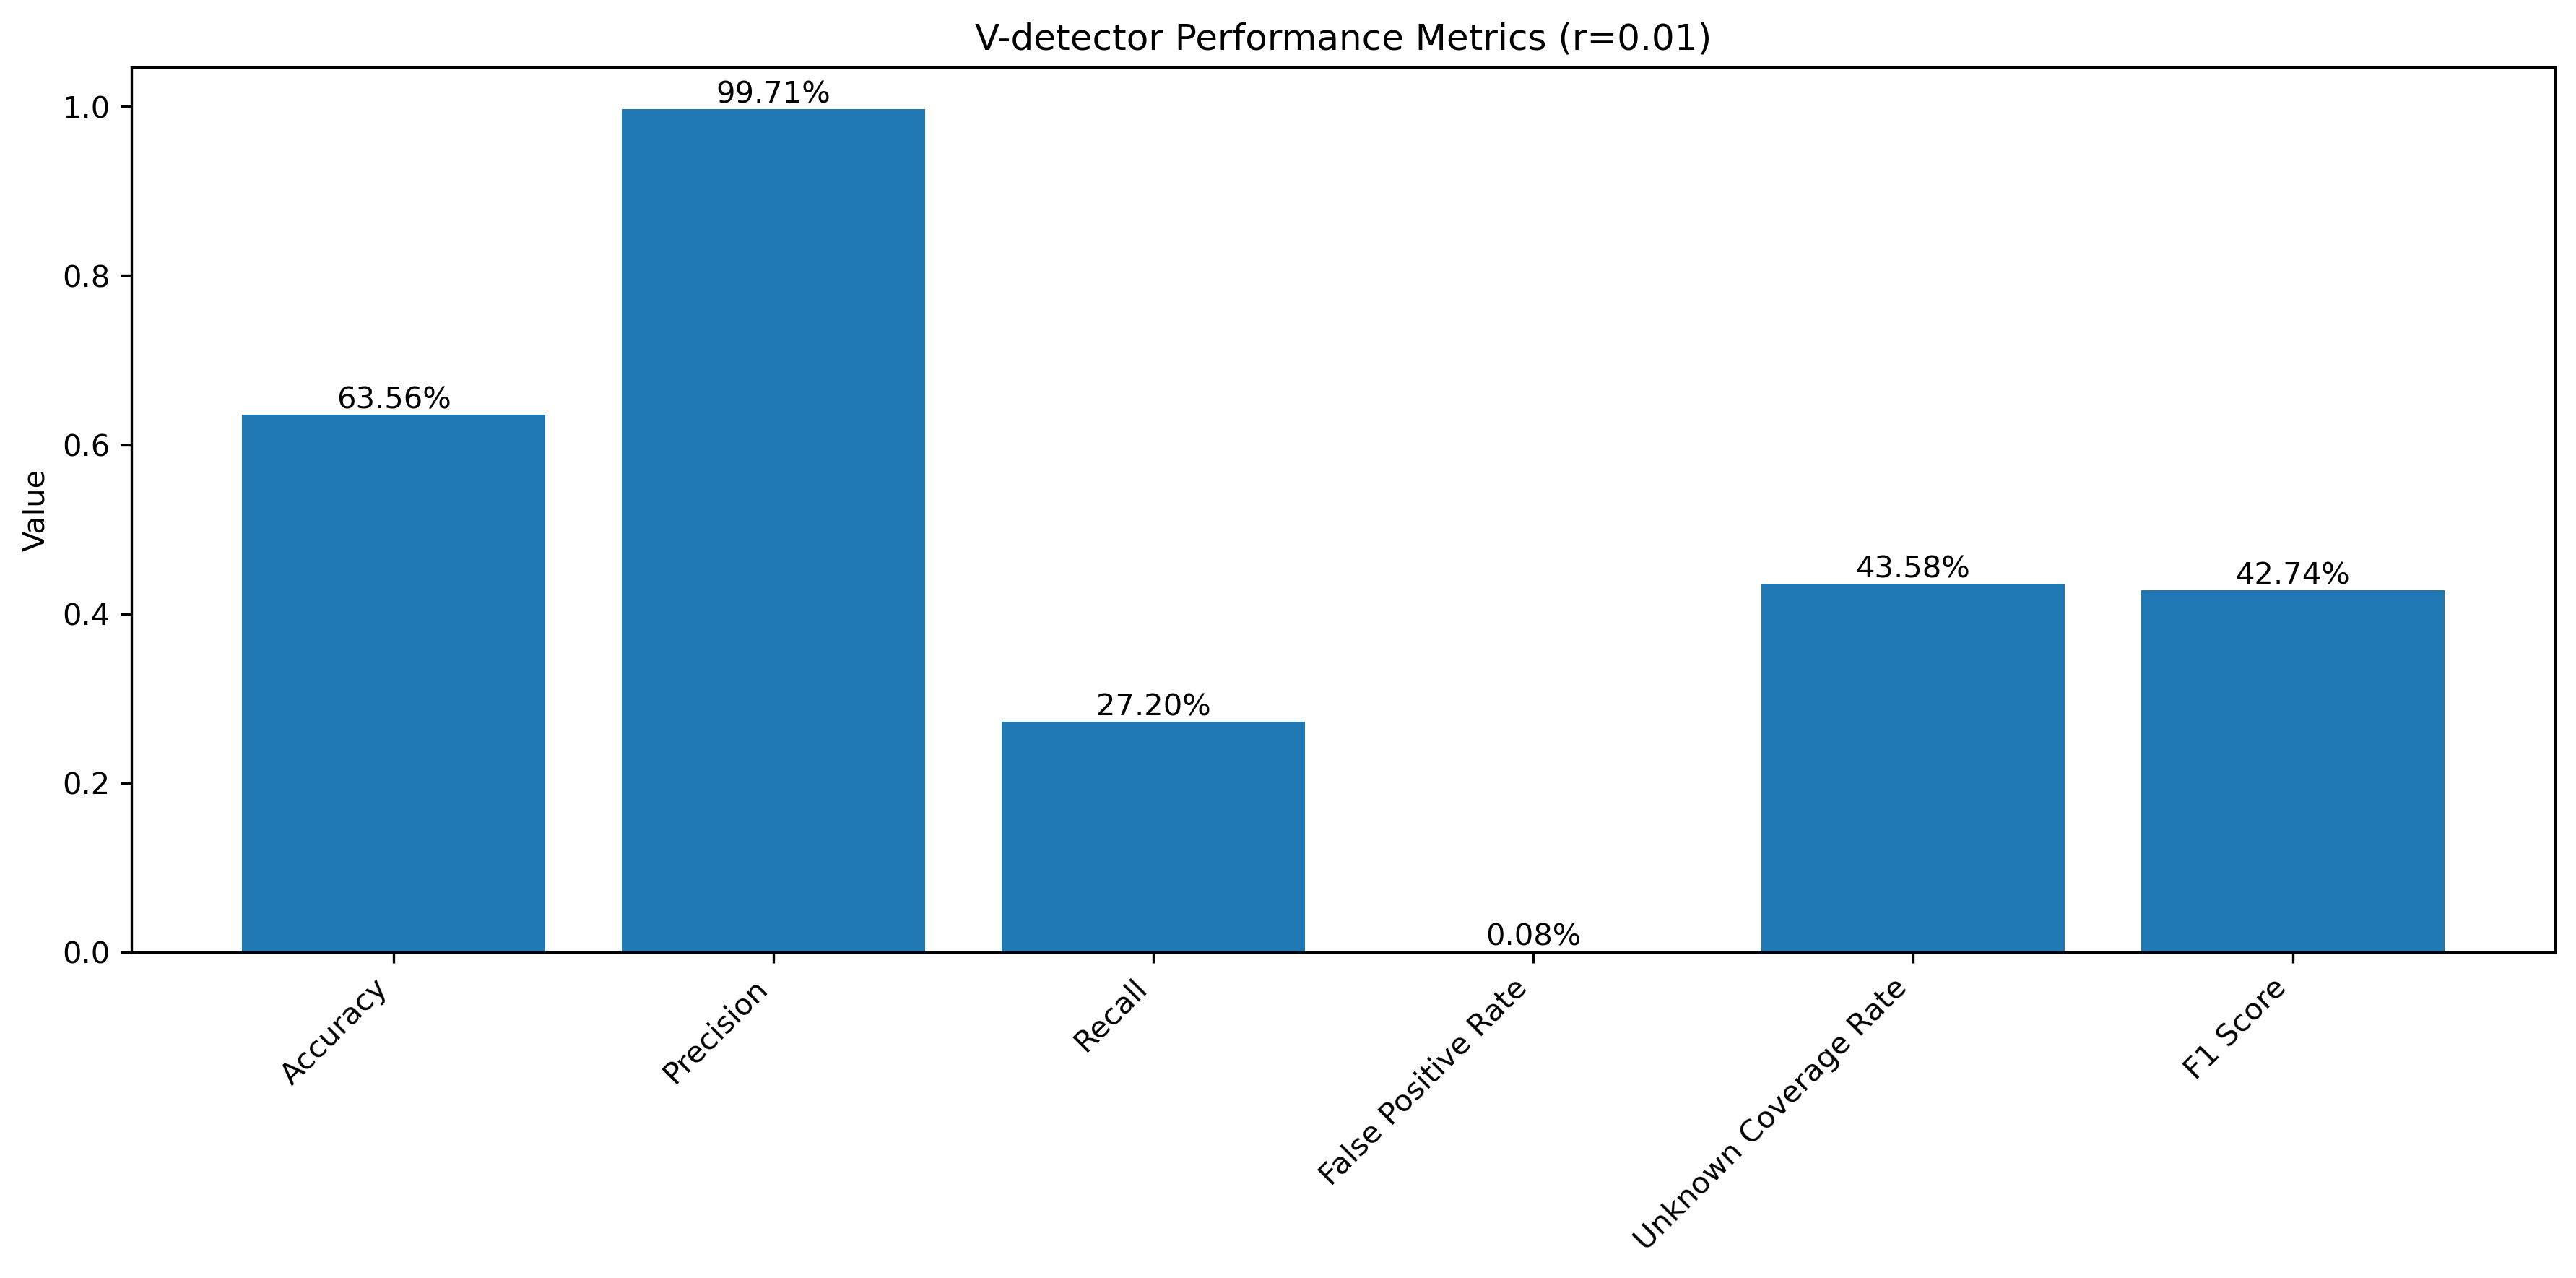 V-detector Performance Metrics (r=0.01)
Value
1.0
0.8
0.6
0.4
0.2
0.0
63.56%
99.71%
27.20%
0.08%
43.58%
42.74%
Accuracy
Precision
Recall
False Positive Rate
Unknown Coverage Rate
F1 Score